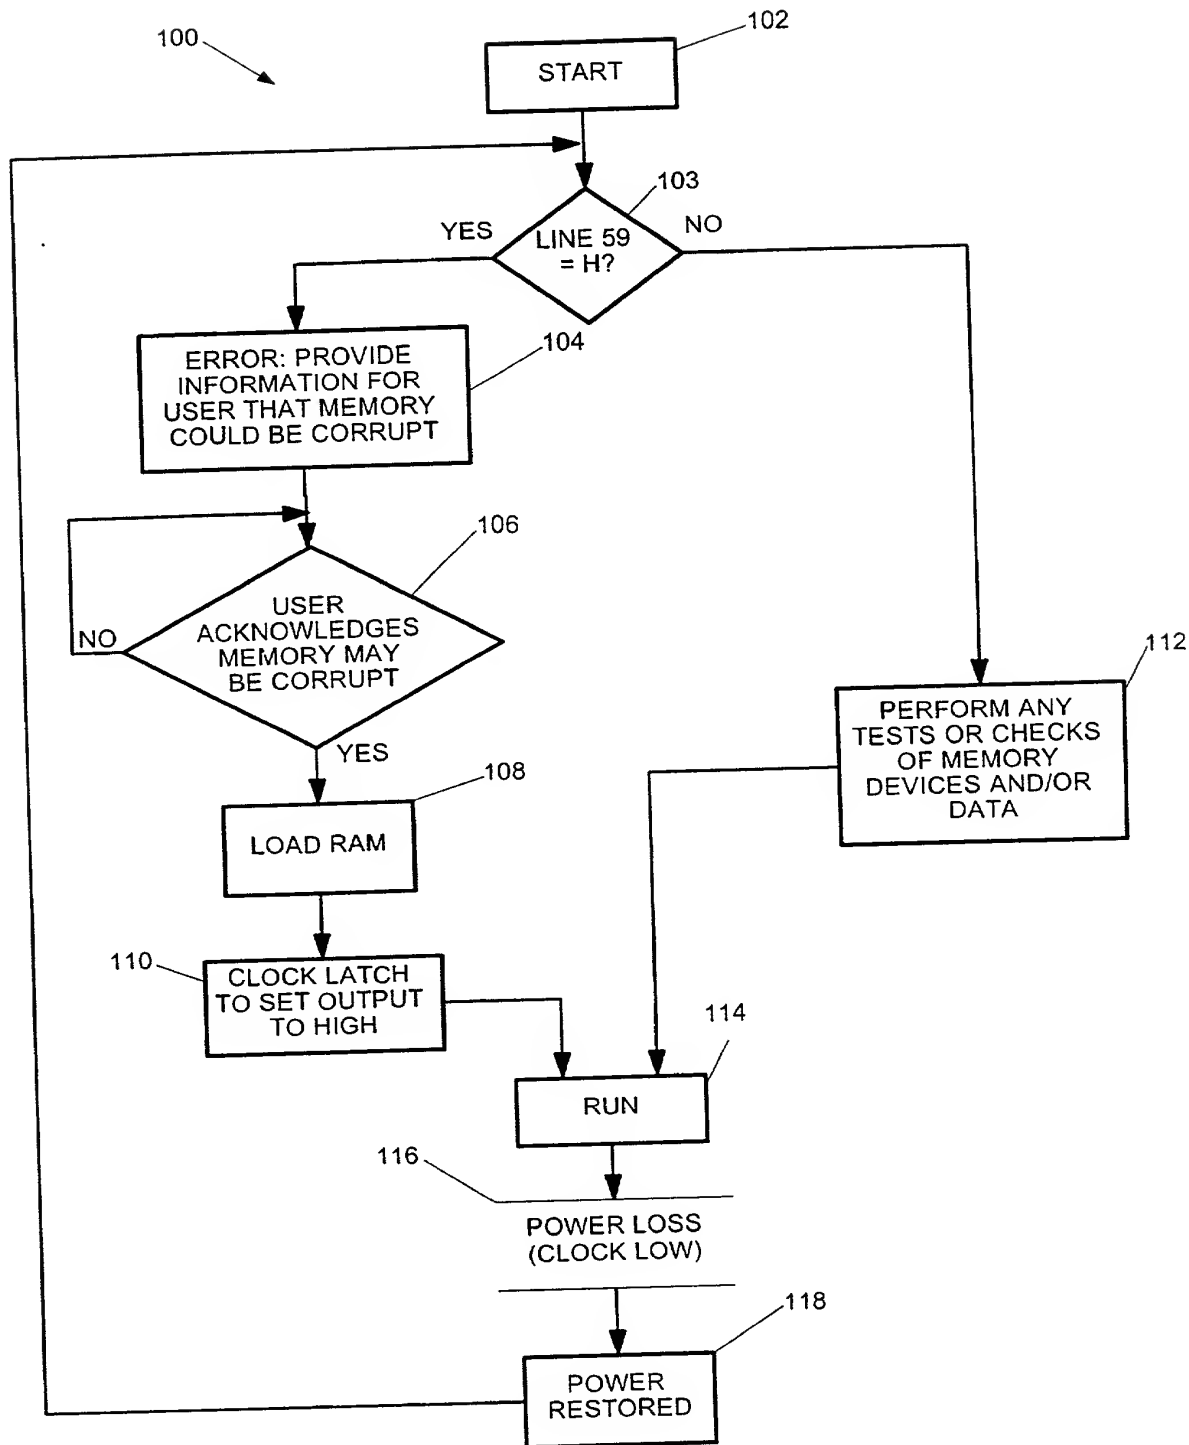 100
102
START
103
YES
NO
LINE 59
= H?
104
ERROR: PROVIDE
INFORMATION FOR
USER THAT MEMORY
COULD BE CORRUPT
106
USER
ACKNOWLEDGES
MEMORY MAY
BE CORRUPT
NO
YES
112
PERFORM ANY
TESTS OR CHECKS
OF MEMORY
DEVICES AND/OR
DATA
108
LOAD RAM
110
CLOCK LATCH
TO SET OUTPUT
TO HIGH
114
RUN
116
POWER LOSS
(CLOCK LOW)
118
POWER
RESTORED